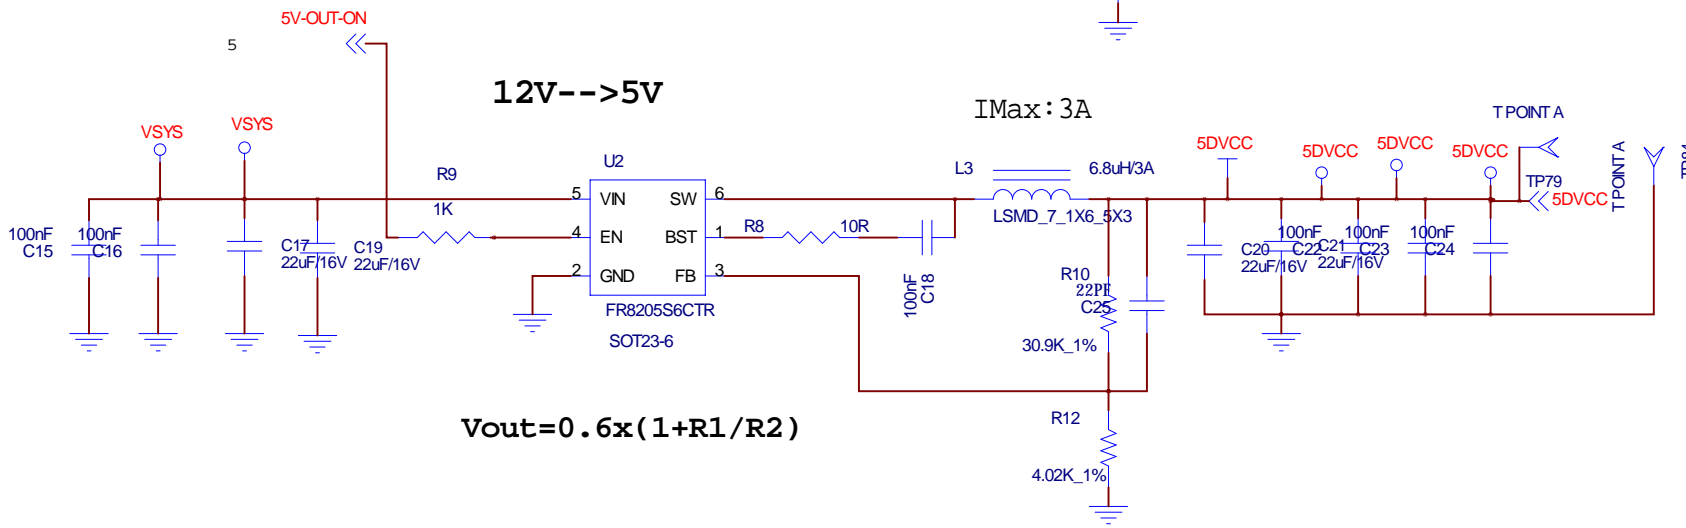 5V-OUT-ON
5
12V-->5V
IMax:3A
T POINT A
VSYS
VSYS
5DVCC
5DVCC
5DVCC
5DVCC
T POINT A
U2
L3
6.8uH/3A
R9
TP79
5DVCC
5
VIN
SW
6
1K
LSMD_7_1X6_5X3
100nF
C15
100nF
C16
4
EN
BST
1
R8
10R
C17
22uF/16V
C19
22uF/16V
C20
22uF/16V
100nF
C22
C21
22uF/16V
100nF
C23
100nF
C24
2
GND
FB
3
100nF
C18
R10
22PF
C25
FR8205S6CTR
SOT23-6
30.9K_1%
Vout=0.6x(1+R1/R2)
R12
4.02K_1%